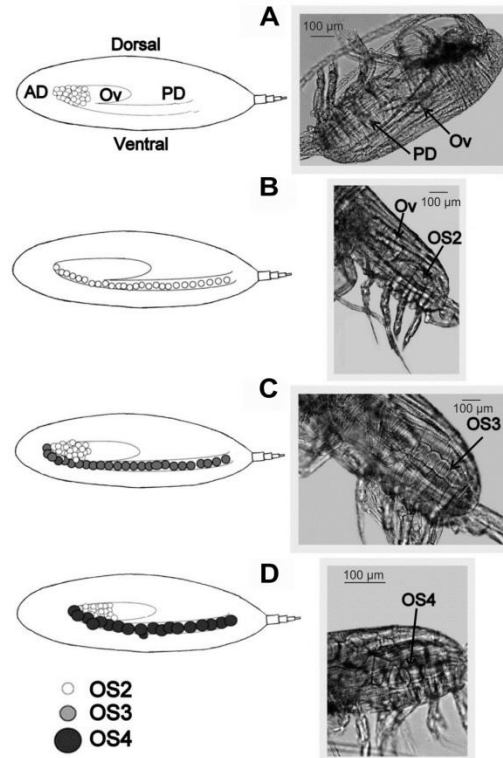 A
Dorsal
AD
Ov
PD
Ventral
100 µm
PD
Ov
B
100 µm
Ov
OS2
C
100 µm
OS3
D
100 µm
OS4
OS2
OS3
OS4